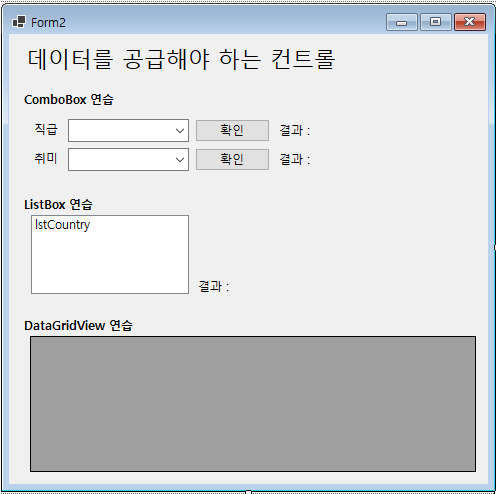 Form2
데이터를 공급해야 하는 컨트롤
ComboBox 연습
직급 확인 결과 :
취미 확인 결과 :
ListBox 연습
lstCountry
결과 :
DataGridView 연습